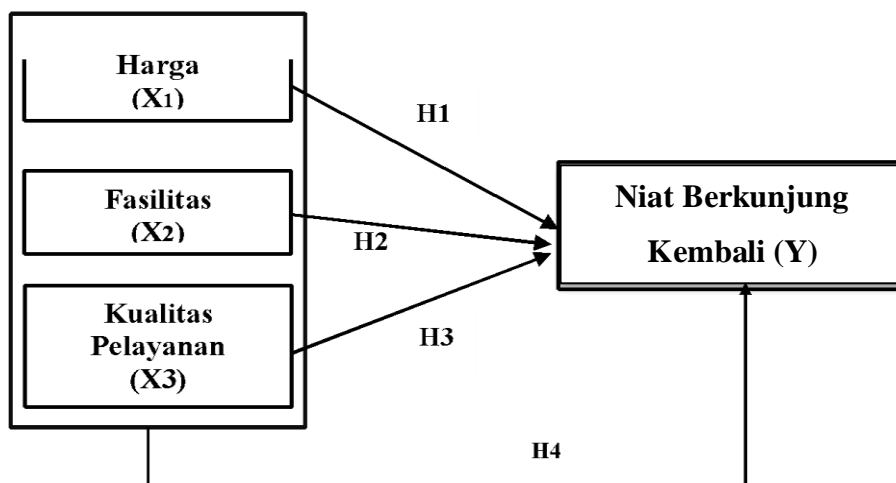 Harga
(X1)
H1
Fasilitas
(X2)
H2
Niat Berkunjung
Kembali (Y)
Kualitas
Pelayanan
(X3)
H3
H4